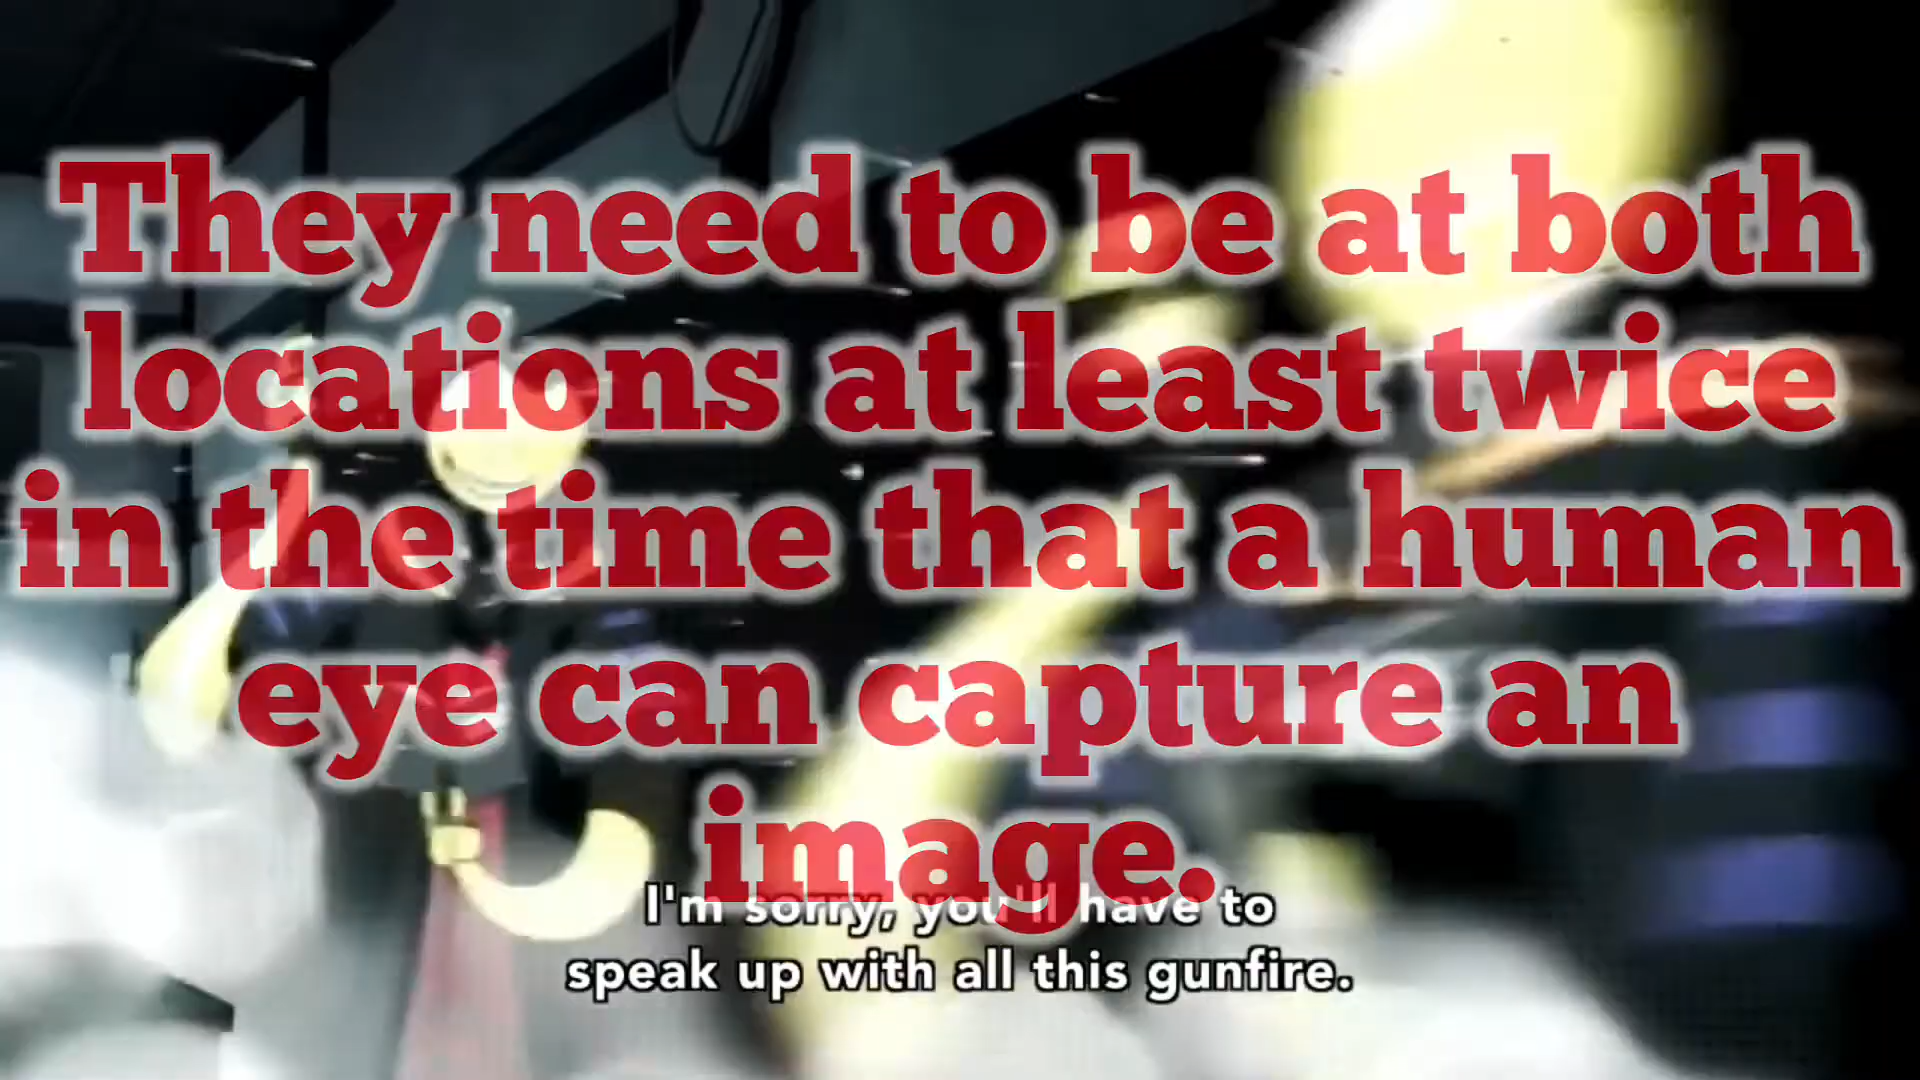 They need to be at both
locations at least twice
in the time that a human
eye can capture an
image.
I'm sorry, you'll have to
speak up with all this gunfire.